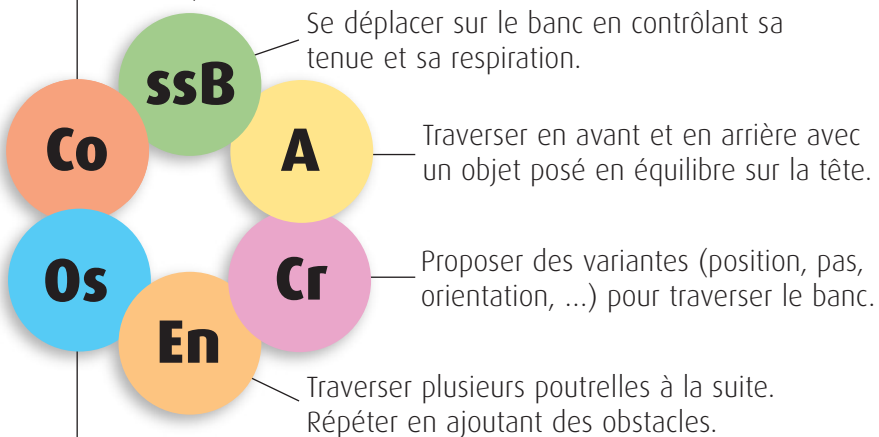 ssB
Se déplacer sur le banc en contrôlant sa
tenue et sa respiration.
Co
A
Traverser en avant et en arrière avec
un objet posé en équilibre sur la tête.
Os
Cr
Proposer des variantes (position, pas,
orientation, ...) pour traverser le banc.
En
Traverser plusieurs poutrelles à la suite.
Répéter en ajoutant des obstacles.